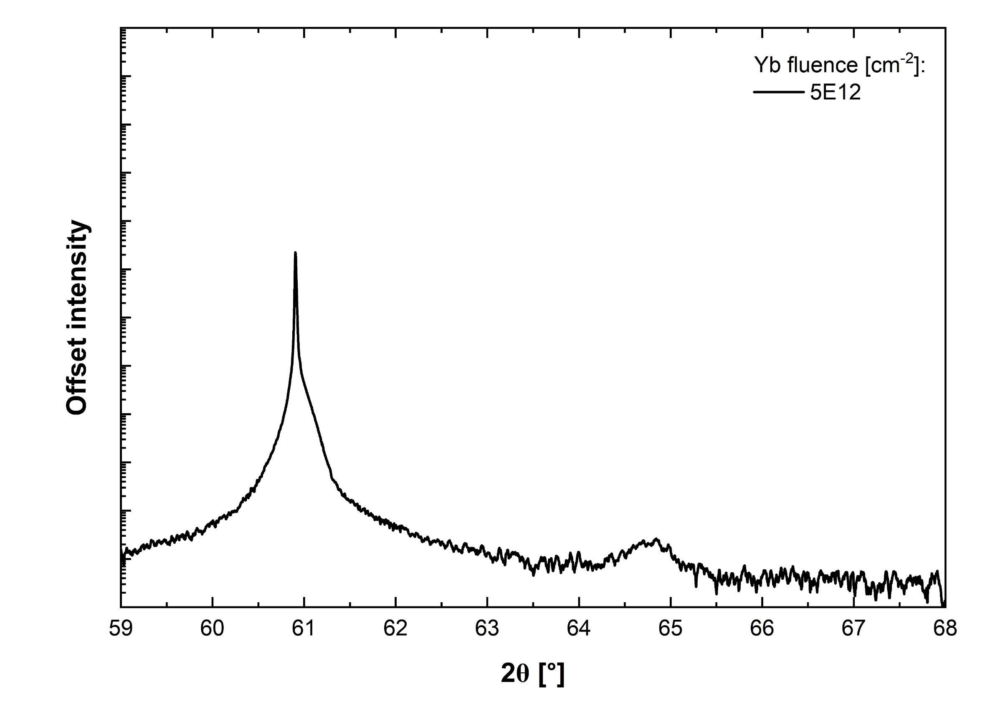 Yb fluence [cm-2]:
5E12
Offset intensity
59 60 61 62 63 64 65 66 67 68
2θ [°]